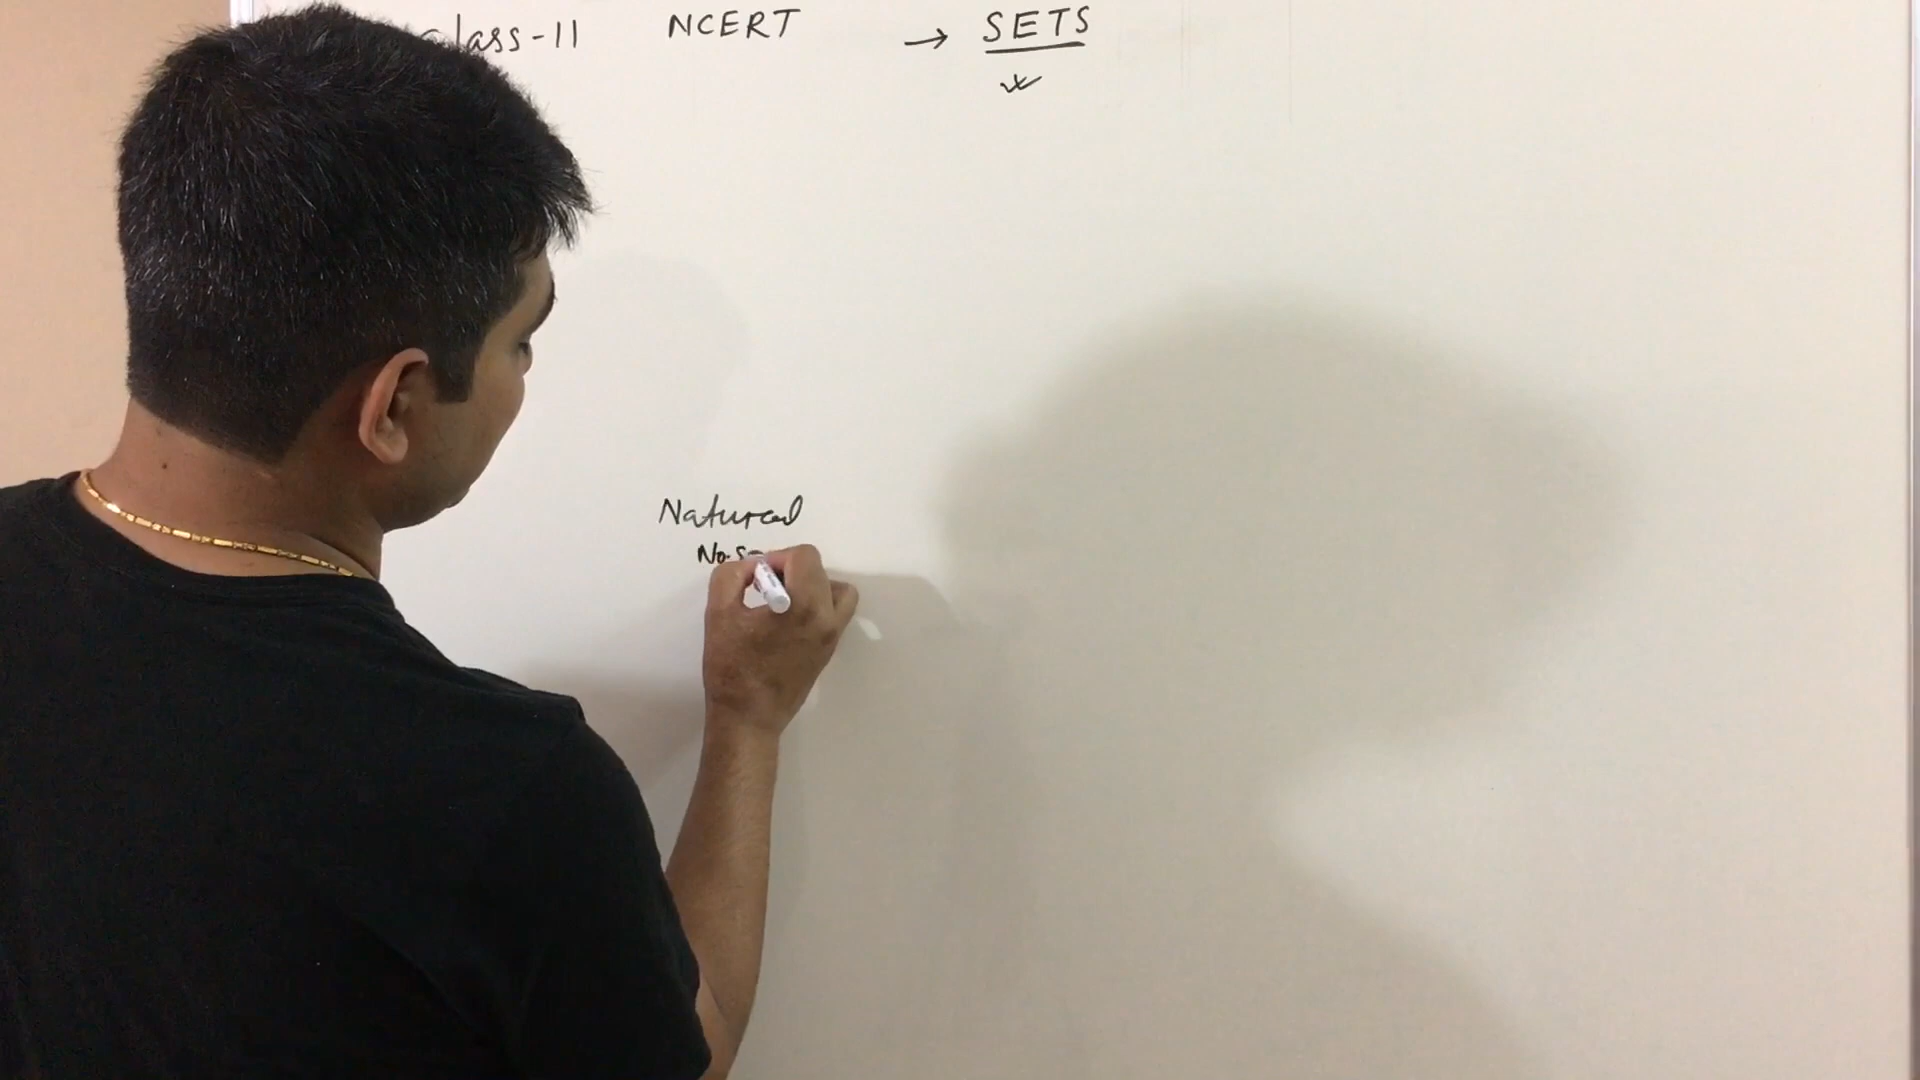 Class-11 NCERT → SETS
Natural
No.s